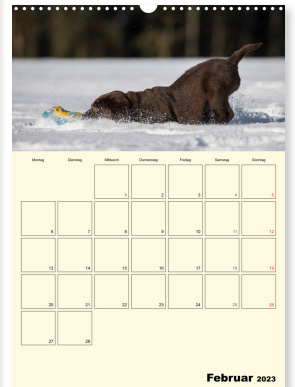 Montag Dienstag Mittwoch Donnerstag Freitag Samstag Sonntag
1 2 3 4 5
6 7 8 9 10 11 12
13 14 15 16 17 18 19
20 21 22 23 24 25 26
27 28
Februar 2023